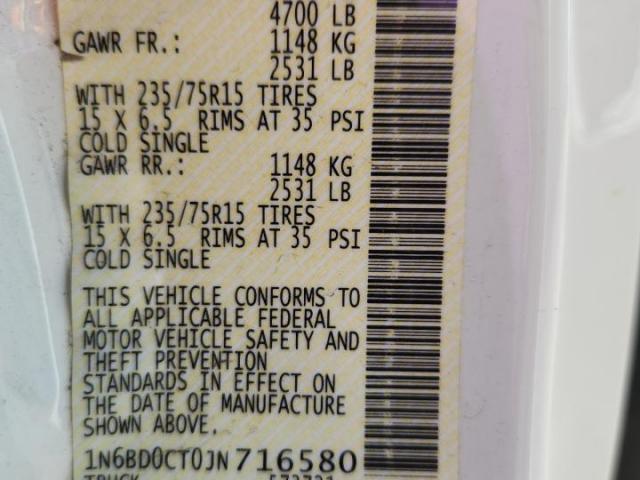 4700 LB
GAWR FR.: 1148 KG
2531 LB
WITH 235/75R15 TIRES
15 X 6.5 RIMS AT 35 PSI
COLD SINGLE
GAWR RR.: 1148 KG
2531 LB
WITH 235/75R15 TIRES
15 X 6.5 RIMS AT 35 PSI
COLD SINGLE
THIS VEHICLE CONFORMS TO
ALL APPLICABLE FEDERAL
MOTOR VEHICLE SAFETY AND
THEFT PREVENTION
STANDARDS IN EFFECT ON
THE DATE OF MANUFACTURE
SHOWN ABOVE.
1N6BD0CT0JN716580
TRUCK